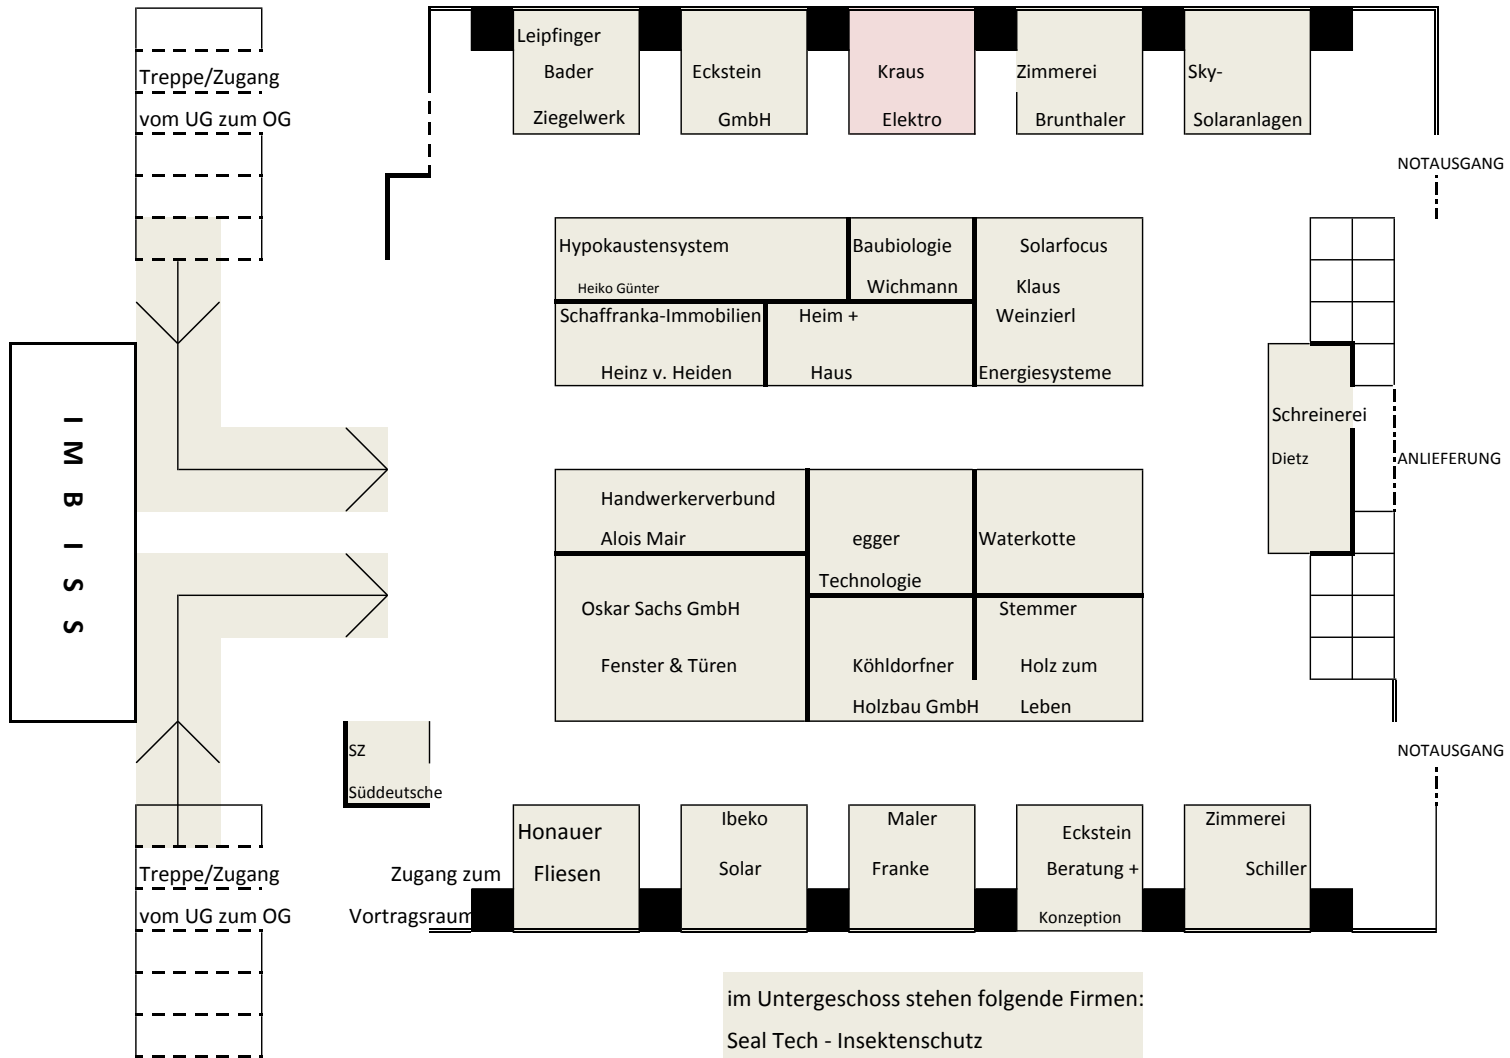 Treppe/Zugang
vom UG zum OG
Leipfinger
Bader
Ziegelwerk
Eckstein
GmbH
Kraus
Elektro
Zimmerei
Brunthaler
Sky-
Solaranlagen
NOTAUSGANG
Hypokaustensystem
Heiko Günter
Baubiologie
Wichmann
Solarfocus
Klaus
Weinzierl
Energiesysteme
Schaffranka-Immobilien
Heinz v. Heiden
Heim +
Haus
IMBISS
Schreinerei
Dietz
ANLIEFERUNG
Handwerkerverbund
Alois Mair
egger
Technologie
Waterkotte
Oskar Sachs GmbH
Fenster & Türen
Köhldorfner
Holzbau GmbH
Stemmer
Holz zum
Leben
SZ
Süddeutsche
NOTAUSGANG
Treppe/Zugang
vom UG zum OG
Zugang zum
Vortragsraum
Honauer
Fliesen
Ibeko
Solar
Maler
Franke
Eckstein
Beratung +
Konzeption
Zimmerei
Schiller
im Untergeschoss stehen folgende Firmen:
Seal Tech - Insektenschutz